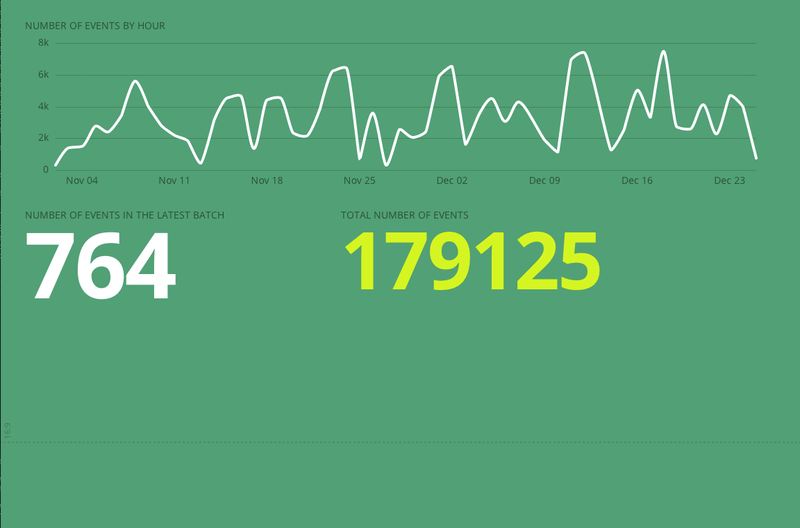 NUMBER OF EVENTS BY HOUR
8k
6k
4k
2k
0
Nov 04 Nov 11 Nov 18 Nov 25 Dec 02 Dec 09 Dec 16 Dec 23
NUMBER OF EVENTS IN THE LATEST BATCH TOTAL NUMBER OF EVENTS
764 179125
16:9